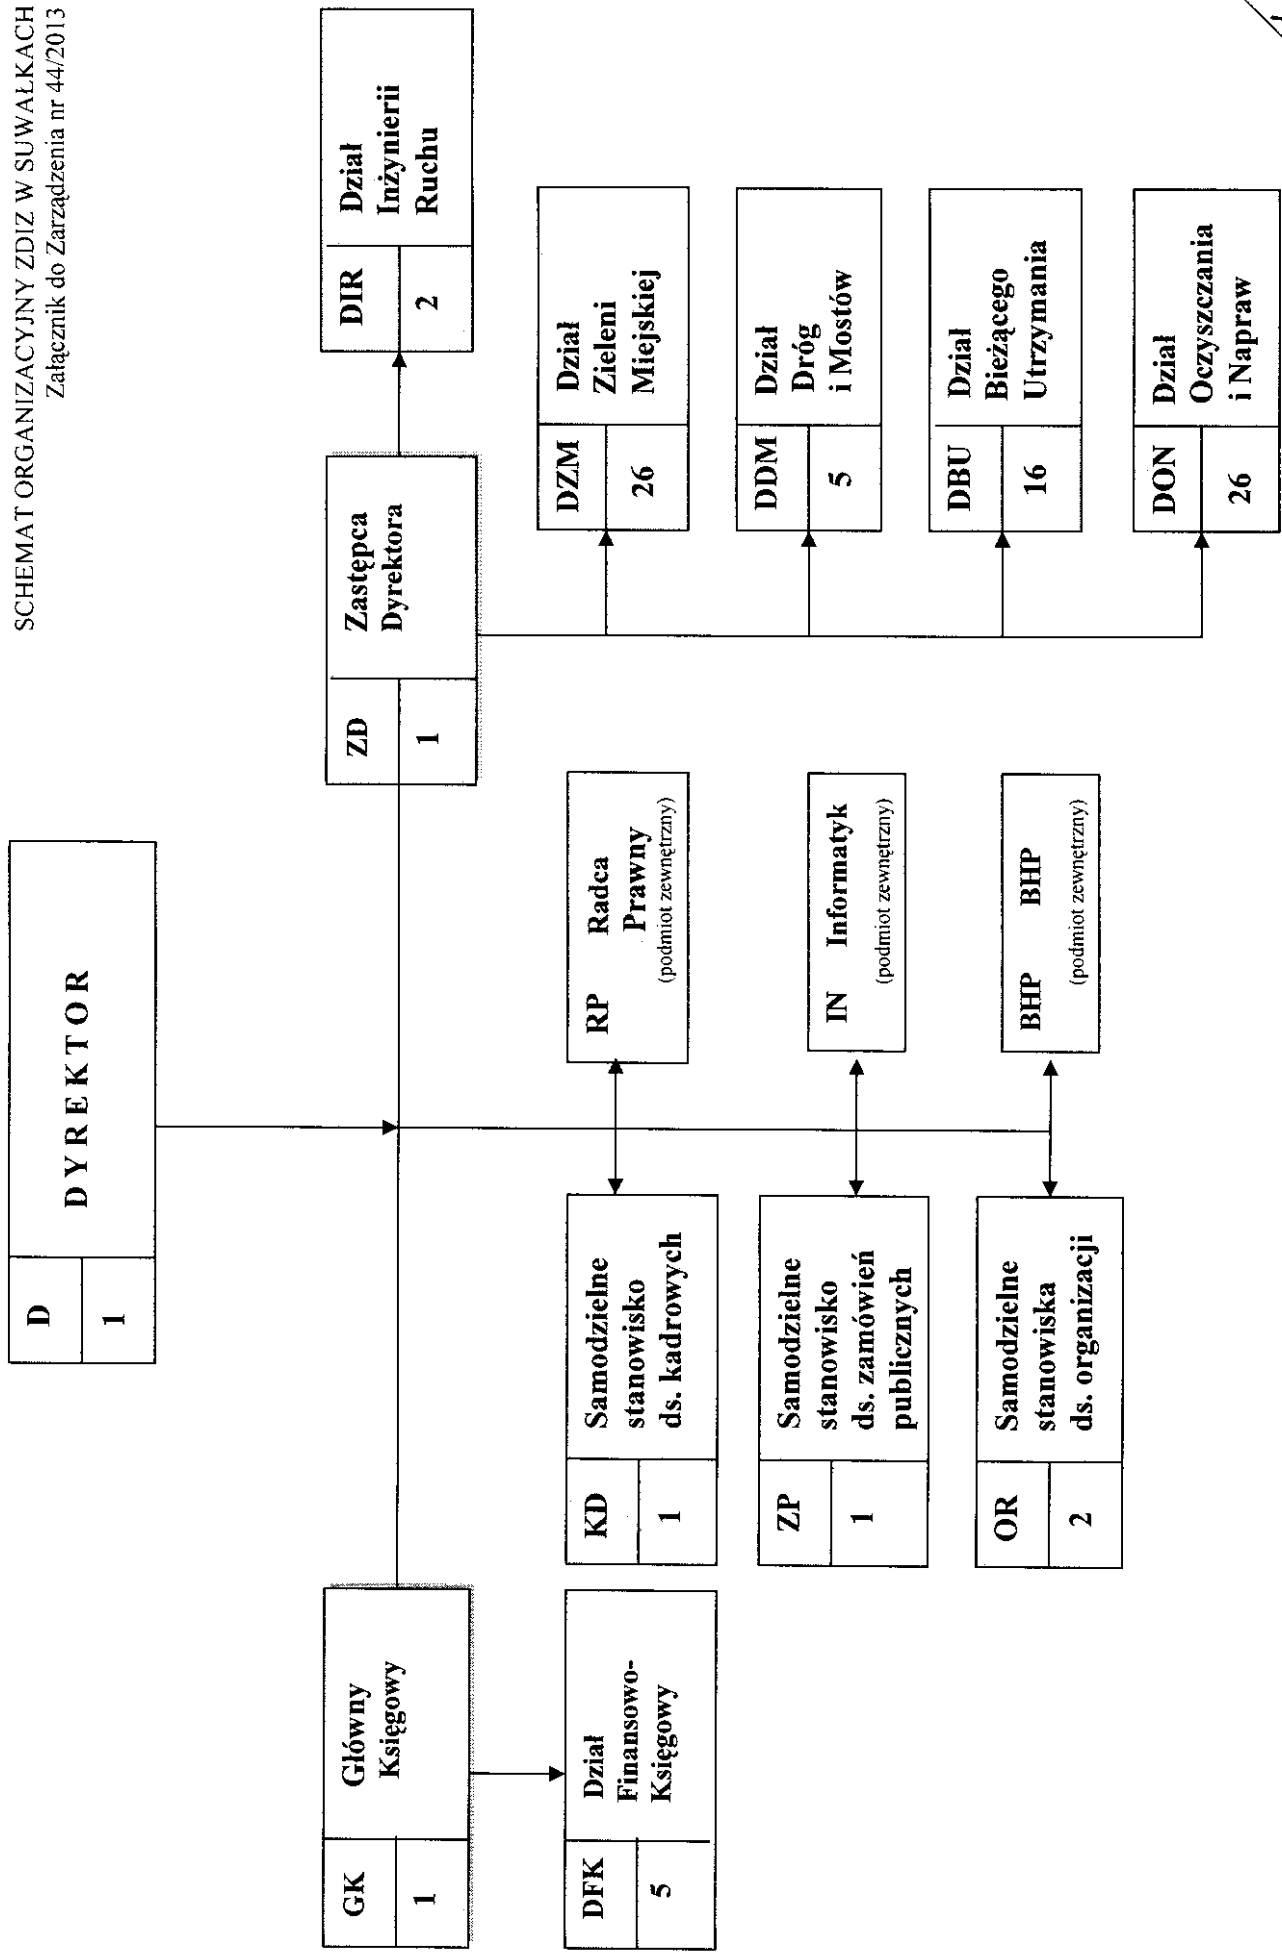 SCHEMAT ORGANIZACYJNY ZDIZ W SUWAŁKACH
Załącznik do Zarządzenia nr 44/2013
D
1
DYREKTOR
GK
1
Główny
Księgowy
ZD
1
Zastępca
Dyrektora
DIR
2
Dział
Inżynierii
Ruchu
DFK
5
Dział
Finansowo-
Księgowy
KD
1
Samodzielne
stanowisko
ds. kadrowych
RP Radca
Prawny
(podmiot zewnętrzny)
DZM
26
Dział
Zieleni
Miejskiej
ZP
1
Samodzielne
stanowisko
ds. zamówień
publicznych
IN Informatyk
(podmiot zewnętrzny)
DDM
5
Dział
Dróg
i Mostów
OR
2
Samodzielne
stanowiska
ds. organizacji
BHP BHP
(podmiot zewnętrzny)
DBU
16
Dział
Bieżącego
Utrzymania
DON
26
Dział
Oczyszczania
i Napraw